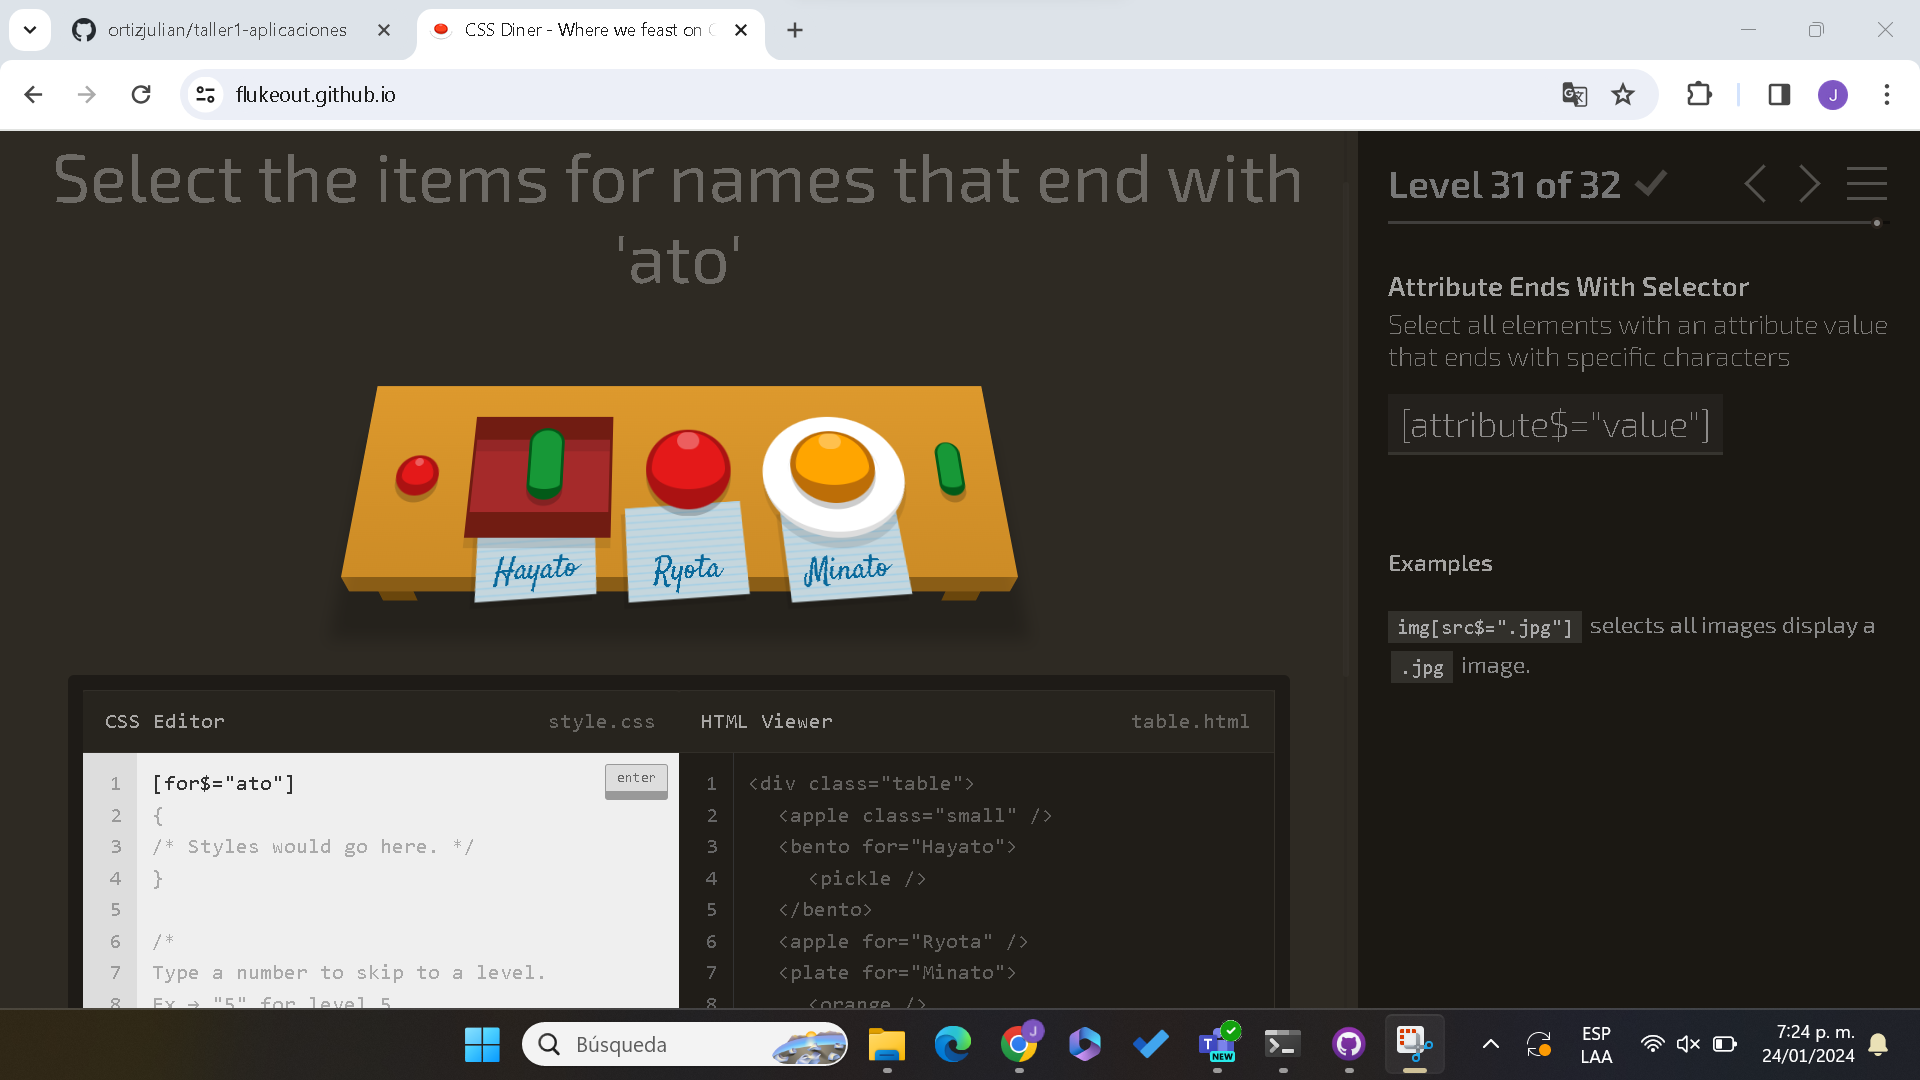 ortizjulian/taller1-aplicaciones
CSS Diner - Where we feast on
flukeout.github.io
J
Select the items for names that end with
'ato'
Hayato
Ryota
Minato
Level 31 of 32
Attribute Ends With Selector
Select all elements with an attribute value
that ends with specific characters
[attribute$="value"]
Examples
img[src$=".jpg"] selects all images display a
.jpg image.
CSS Editor
style.css
HTML Viewer
table.html
1
[for$="ato"]
enter
2
{
3
/* Styles would go here. */
4
}
5
6
/*
7
Type a number to skip to a level.
8
Ex → "5" for level 5
1
<div class="table">
2
<apple class="small" />
3
<bento for="Hayato">
4
<pickle />
5
</bento>
6
<apple for="Ryota" />
7
<plate for="Minato">
8
<orange />
Búsqueda
J
T
NEW
ESP
LAA
7:24 p. m.
24/01/2024